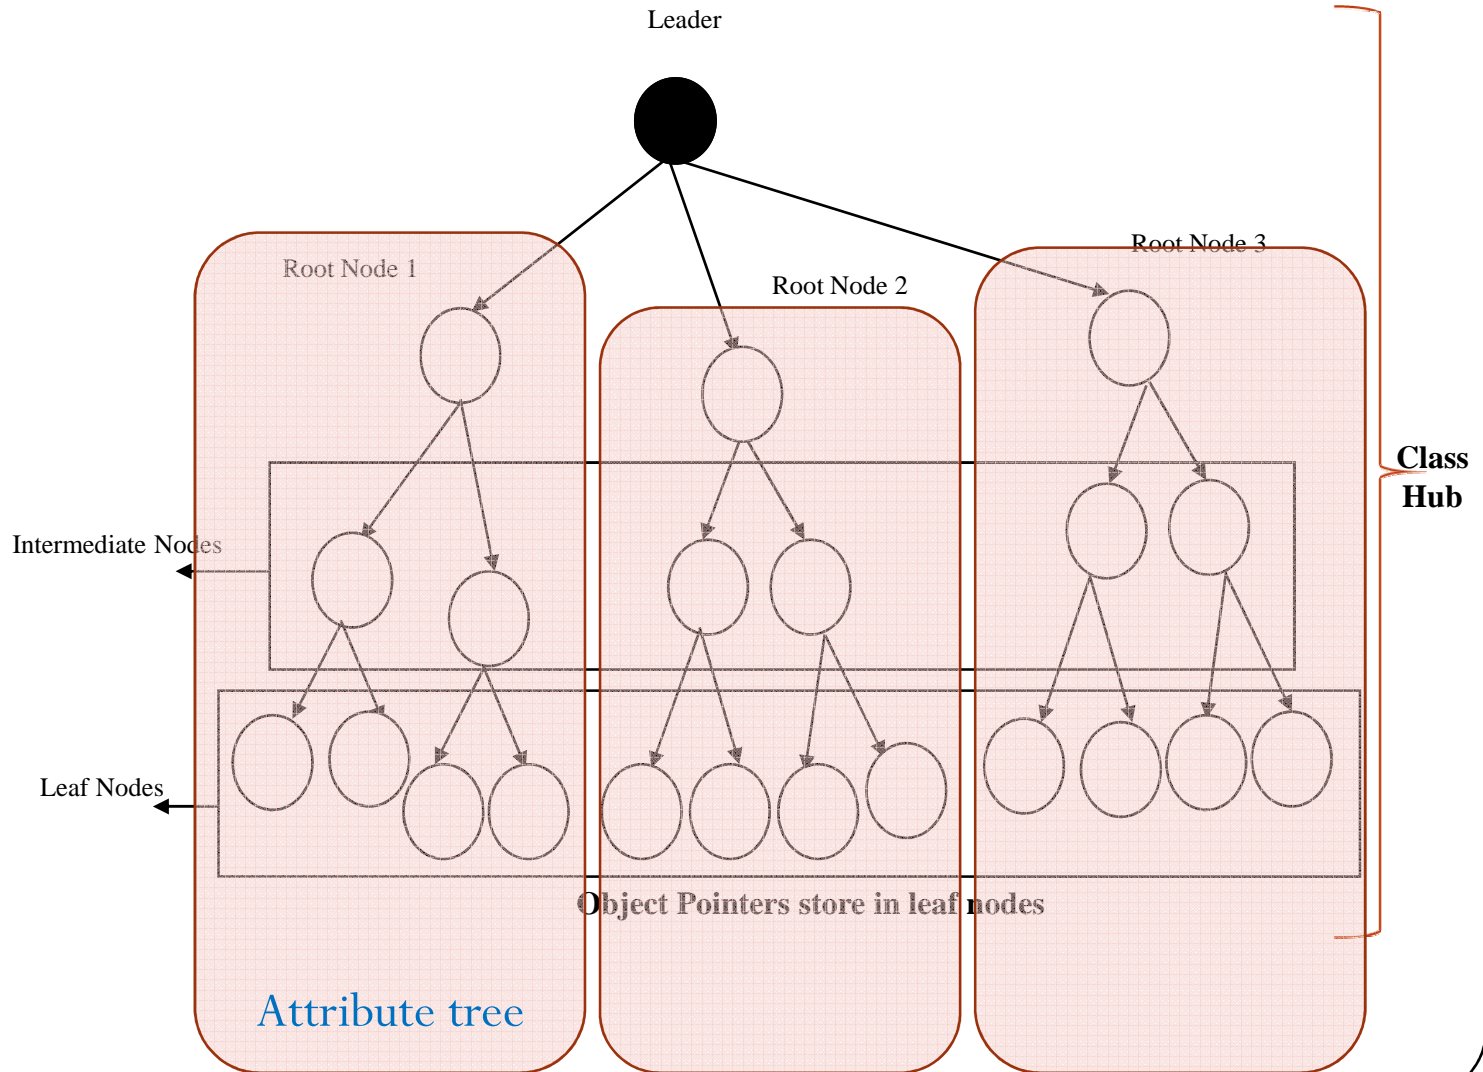 Leader
Root Node 3
Root Node 1
Root Node 2
Class
Hub
Intermediate Nodes
Leaf Nodes
Object Pointers store in leaf nodes
Attribute tree